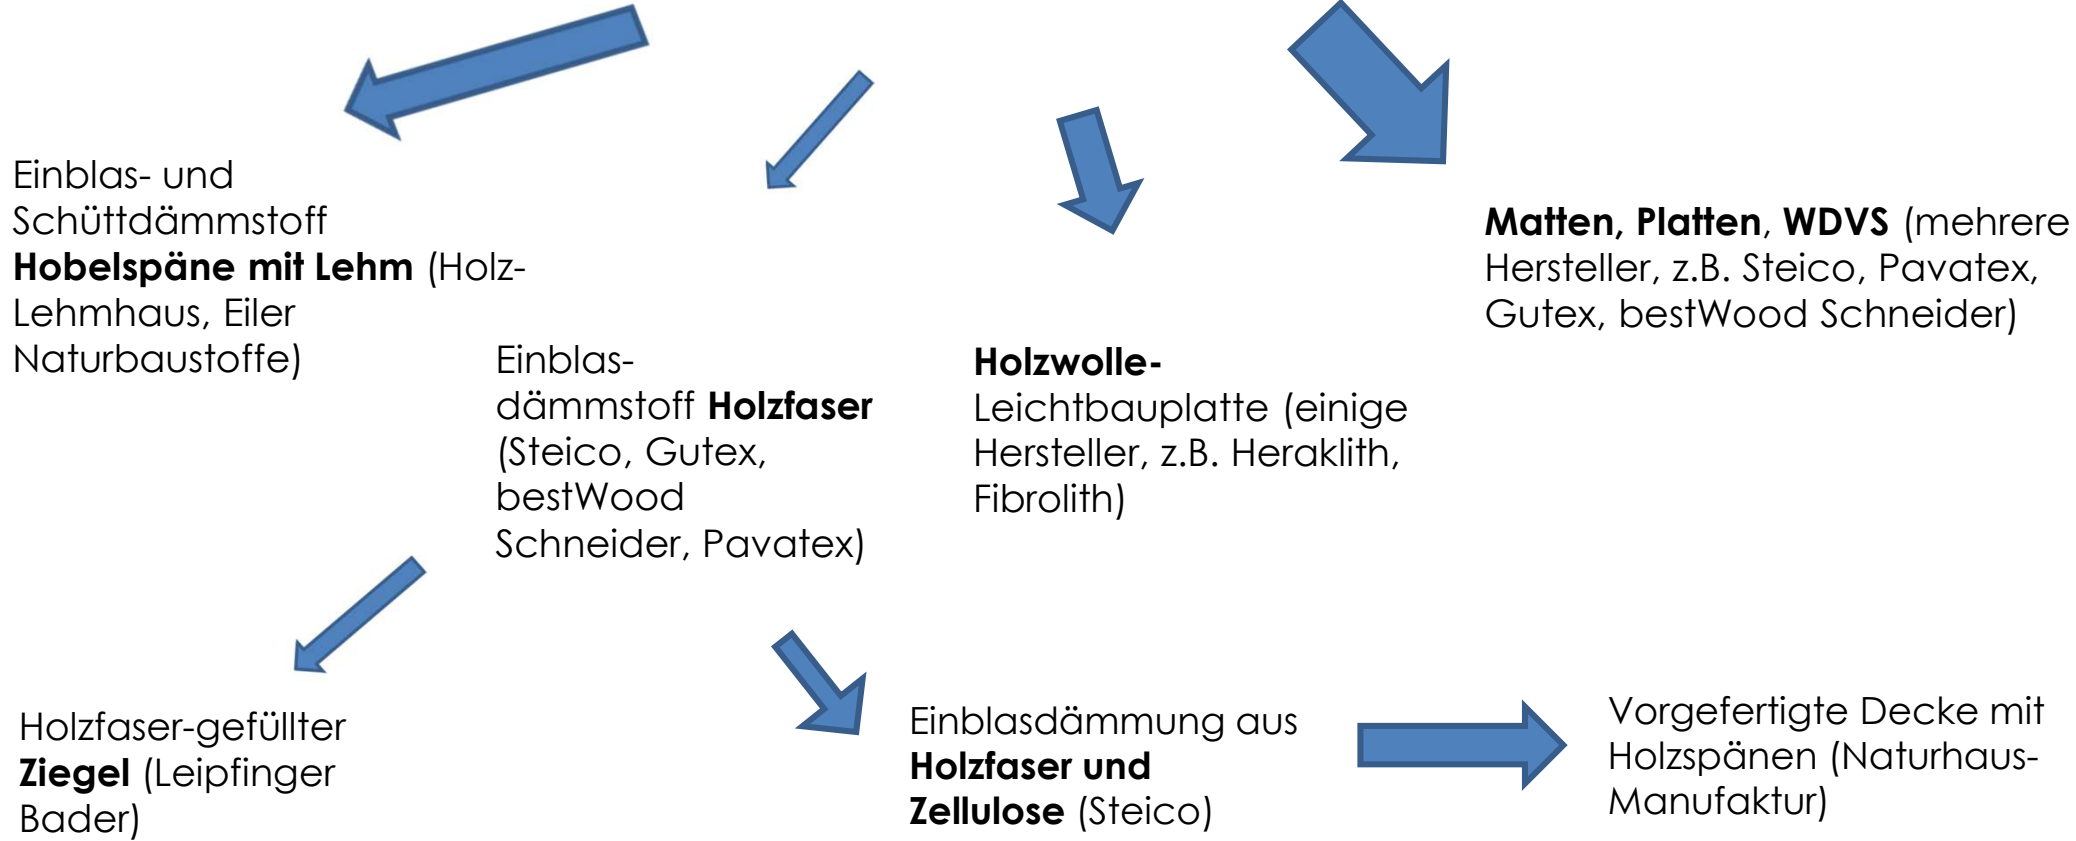 Einblas- und
Schüttdämmstoff
Hobelspäne mit Lehm (Holz-
Lehmhaus, Eiler
Naturbaustoffe)
Einblas-
dämmstoff Holzfaser
(Steico, Gutex,
bestWood
Schneider, Pavatex)
Holzwolle-
Leichtbauplatte (einige
Hersteller, z.B. Heraklith,
Fibrolith)
Matten, Platten, WDVS (mehrere
Hersteller, z.B. Steico, Pavatex,
Gutex, bestWood Schneider)
Holzfaser-gefüllter
Ziegel (Leipfinger
Bader)
Einblasdämmung aus
Holzfaser und
Zellulose (Steico)
Vorgefertigte Decke mit
Holzspänen (Naturhaus-
Manufaktur)